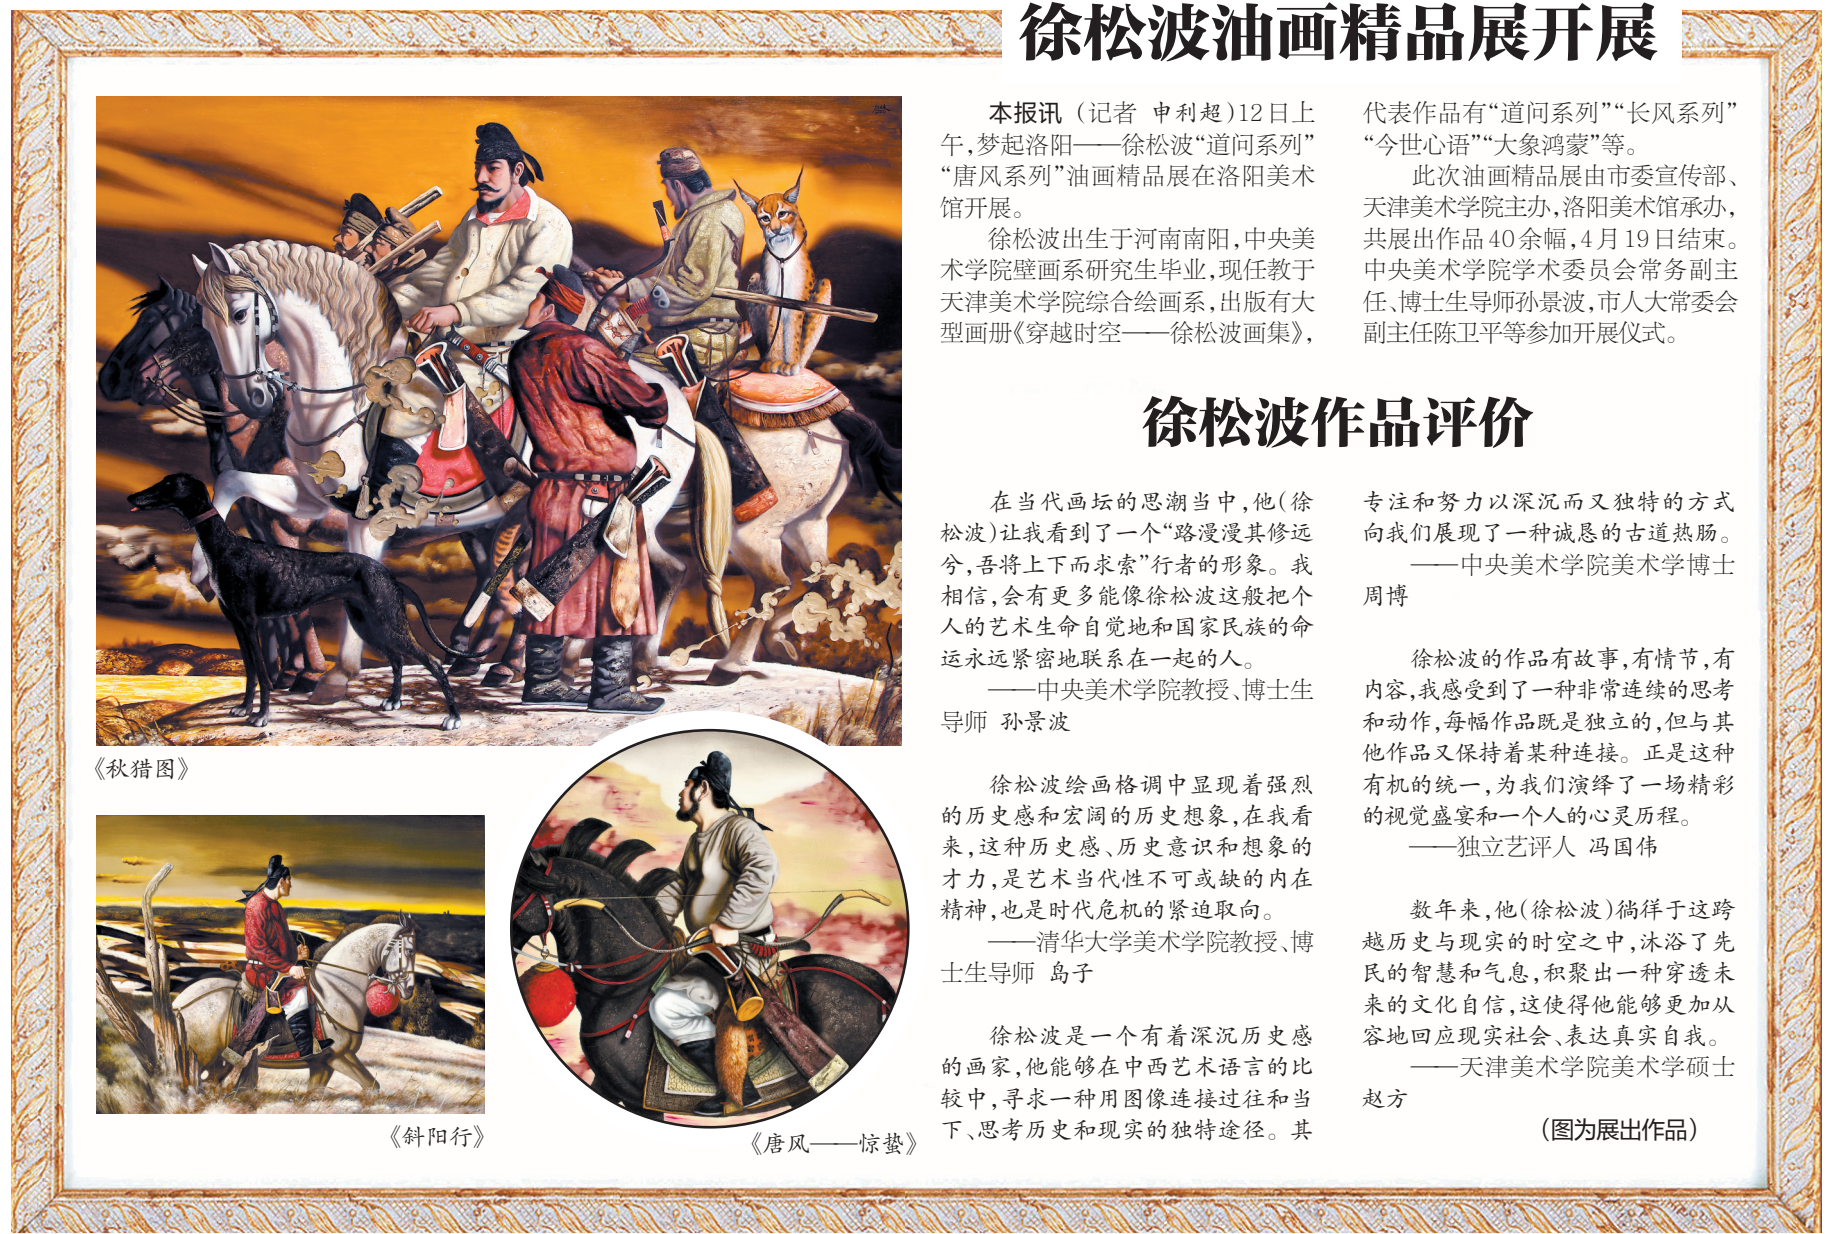 徐松波油画精品展开展
本报讯 (记者 申利超)12日上
午,梦起洛阳——徐松波“道问系列”
“唐风系列”油画精品展在洛阳美术
馆开展。
徐松波出生于河南南阳,中央美
术学院壁画系研究生毕业,现任教于
天津美术学院综合绘画系,出版有大
型画册《穿越时空——徐松波画集》,
代表作品有“道问系列”“长风系列”
“今世心语”“大象鸿蒙”等。
此次油画精品展由市委宣传部、
天津美术学院主办,洛阳美术馆承办,
共展出作品40余幅,4月19日结束。
中央美术学院学术委员会常务副主
任、博士生导师孙景波,市人大常委会
副主任陈卫平等参加开展仪式。
徐松波作品评价
在当代画坛的思潮当中,他(徐
松波)让我看到了一个“路漫漫其修远
兮,吾将上下而求索”行者的形象。我
相信,会有更多能像徐松波这般把个
人的艺术生命自觉地和国家民族的命
运永远紧密地联系在一起的人。
——中央美术学院教授、博士生
导师 孙景波
徐松波绘画格调中显现着强烈
的历史感和宏阔的历史想象,在我看
来,这种历史感、历史意识和想象的
才力,是艺术当代性不可或缺的内在
精神,也是时代危机的紧迫取向。
——清华大学美术学院教授、博
士生导师 岛子
徐松波是一个有着深沉历史感
的画家,他能够在中西艺术语言的比
较中,寻求一种用图像连接过往和当
下、思考历史和现实的独特途径。其
专注和努力以深沉而又独特的方式
向我们展现了一种诚恳的古道热肠。
——中央美术学院美术学博士
周博
徐松波的作品有故事,有情节,有
内容,我感受到了一种非常连续的思考
和动作,每幅作品既是独立的,但与其
他作品又保持着某种连接。正是这种
有机的统一,为我们演绎了一场精彩
的视觉盛宴和一个人的心灵历程。
——独立艺评人 冯国伟
数年来,他(徐松波)徜徉于这跨
越历史与现实的时空之中,沐浴了先
民的智慧和气息,积聚出一种穿透未
来的文化自信,这使得他能够更加从
容地回应现实社会、表达真实自我。
——天津美术学院美术学硕士
赵方
(图为展出作品)
《秋猎图》
《斜阳行》
《唐风——惊蛰》